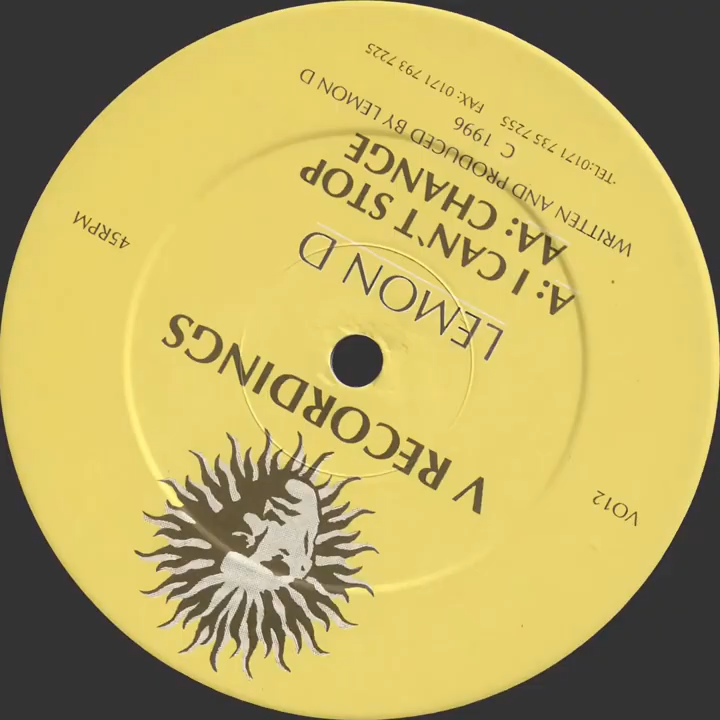 V RECORDINGS
VO12
45RPM
LEMON D
A: I CAN'T STOP
AA: CHANGE
WRITTEN AND PRODUCED BY LEMON D
C 1996
TEL:0171 735 7255 FAX: 0171 793 7225